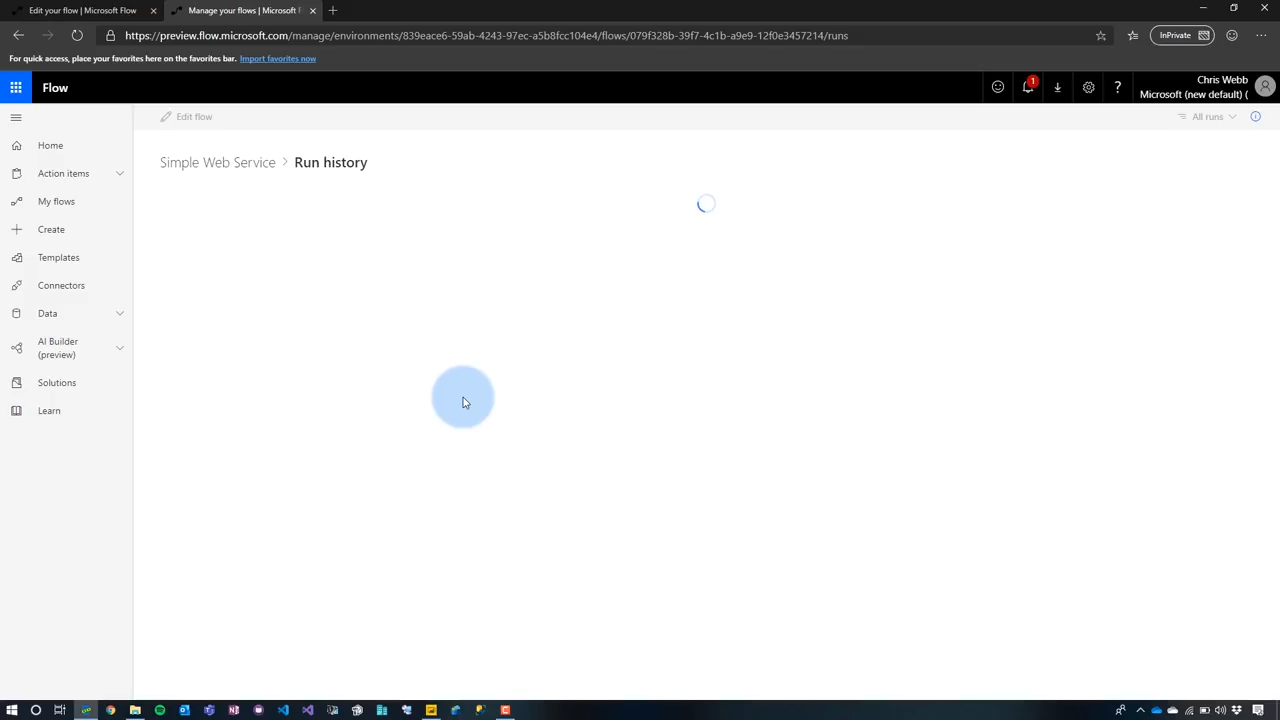 Edit your flow | Microsoft Flow
Manage your flows | Microsoft F
https://preview.flow.microsoft.com/manage/environments/839eace6-59ab-4243-97ec-a5b8fcc104e4/flows/079f328b-39f7-4c1b-a9e9-12f0e3457214/runs
InPrivate
For quick access, place your favorites here on the favorites bar. Import favorites now
Flow
1
Chris Webb
Microsoft (new default) (
Edit flow
All runs
Simple Web Service > Run history
Home
Action items
My flows
Create
Templates
Connectors
Data
AI Builder
(preview)
Solutions
Learn